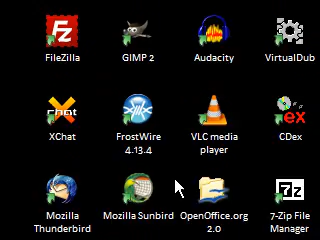 FileZilla
GIMP 2
Audacity
VirtualDub
XChat
FrostWire
4.13.4
VLC media
player
CDex
Mozilla
Thunderbird
Mozilla Sunbird
OpenOffice.org
2.0
7-Zip File
Manager